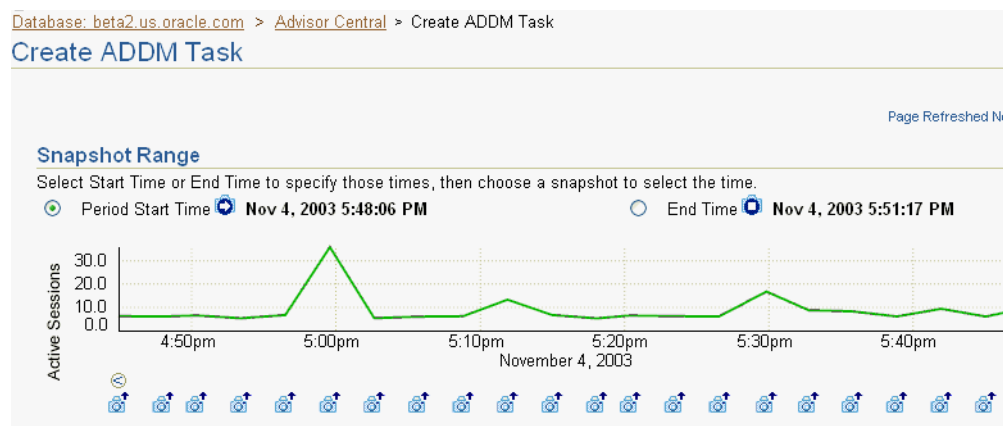 Database: beta2.us.oracle.com > Advisor Central > Create ADDM Task
Create ADDM Task
Page Refreshed
Snapshot Range
Select Start Time or End Time to specify those times, then choose a snapshot to select the time.
Period Start Time Nov 4, 2003 5:48:06 PM End Time Nov 4, 2003 5:51:17 PM
Active Sessions
30.0
20.0
10.0
0.0
4:50pm 5:00pm 5:10pm 5:20pm 5:30pm 5:40pm
November 4, 2003